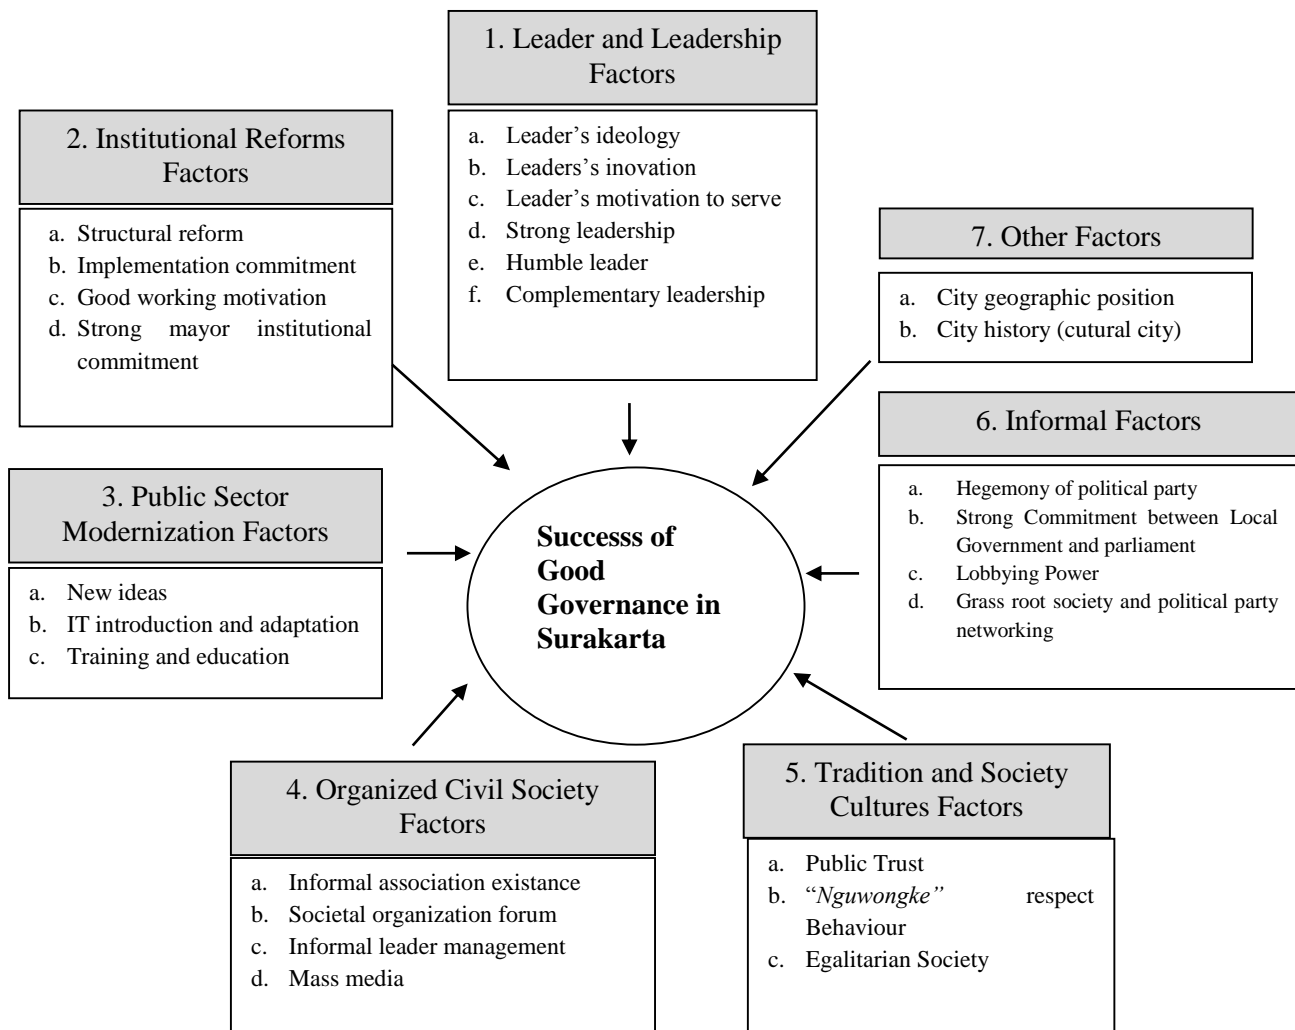 1. Leader and Leadership
Factors
a. Leader’s ideology
b. Leaders’s inovation
c. Leader’s motivation to serve
d. Strong leadership
e. Humble leader
f. Complementary leadership
2. Institutional Reforms
Factors
a. Structural reform
b. Implementation commitment
c. Good working motivation
d. Strong mayor institutional
commitment
3. Public Sector
Modernization Factors
a. New ideas
b. IT introduction and adaptation
c. Training and education
4. Organized Civil Society
Factors
a. Informal association existance
b. Societal organization forum
c. Informal leader management
d. Mass media
5. Tradition and Society
Cultures Factors
a. Public Trust
b. “Nguwongke” respect
Behaviour
c. Egalitarian Society
6. Informal Factors
a. Hegemony of political party
b. Strong Commitment between Local
Government and parliament
c. Lobbying Power
d. Grass root society and political party
networking
7. Other Factors
a. City geographic position
b. City history (cutural city)
Successs of
Good
Governance in
Surakarta